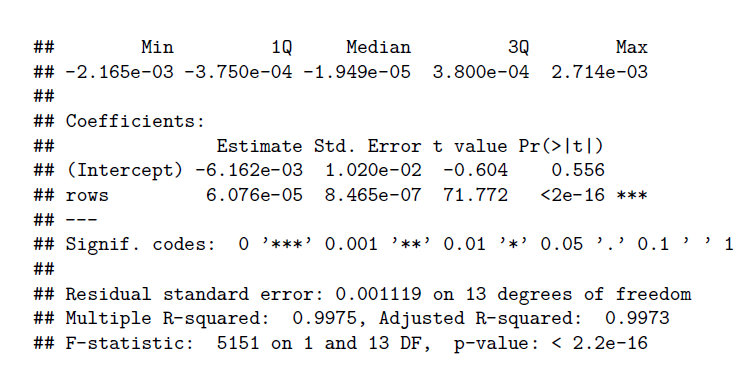 ##       Min         1Q     Median        3Q       Max
## -2.165e-03 -3.750e-04 -1.949e-05  3.800e-04  2.714e-03
##
## Coefficients:
##              Estimate Std. Error t value Pr(>|t|)
## (Intercept) -6.162e-03  1.020e-02  -0.604    0.556
## rows         6.076e-05  8.465e-07  71.772   <2e-16 ***
## ---
## Signif. codes:  0 ’***’ 0.001 ’**’ 0.01 ’*’ 0.05 ’.’ 0.1 ’ ’ 1
##
## Residual standard error: 0.001119 on 13 degrees of freedom
## Multiple R-squared:  0.9975, Adjusted R-squared:  0.9973
## F-statistic:  5151 on 1 and 13 DF,  p-value: < 2.2e-16